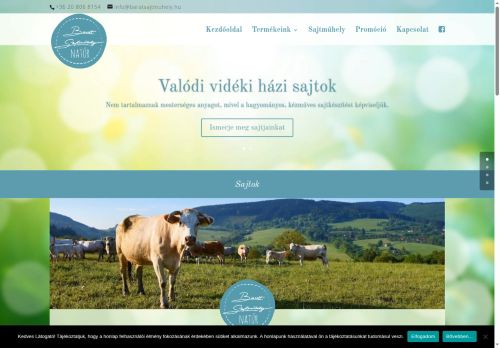 +36 20 806 8154 info@baratsajtmuhely.hu
Kezdőoldal Termékeink Sajtműhely Promóció Kapcsolat
NATÚR
Valódi vidéki házi sajtok
Nem tartalmaznak mesterséges anyagot, mivel a hagyományos, kézműves sajtkészítést képviseljük.
Ismerje meg sajtjainkat
Sajtok
NATÚR
Kedves Látogató! Tájékoztatjuk, hogy a honlap felhasználói élmény fokozásának érdekében sütiket alkalmazunk. A honlapunk használatával ön a tájékoztatásunkat tudomásul veszi. Elfogadom Bővebben...